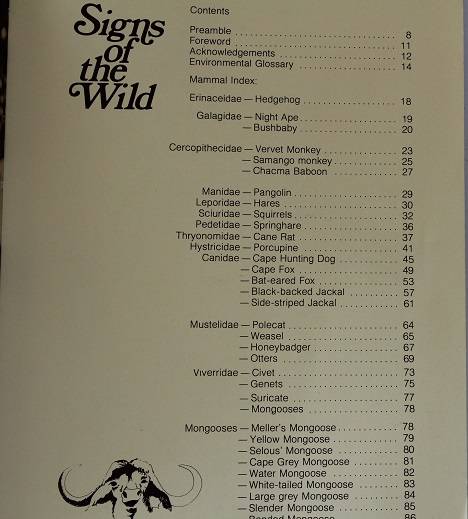 Signs
of
the
Wild
Contents
Preamble 8
Foreword 11
Acknowledgements 12
Environmental Glossary 14
Mammal Index:
Erinaceidae — Hedgehog 18
Galagidae — Night Ape 19
— Bushbaby 20
Cercopithecidae — Vervet Monkey 23
— Samango monkey 25
— Chacma Baboon 27
Manidae — Pangolin 29
Leporidae — Hares 30
Sciuridae — Squirrels 32
Pedetidae — Springhare 36
Thryonomidae — Cane Rat 37
Hystricidae — Porcupine 41
Canidae — Cape Hunting Dog 45
— Cape Fox 49
— Bat-eared Fox 53
— Black-backed Jackal 57
— Side-striped Jackal 61
Mustelidae — Polecat 64
— Weasel 65
— Honeybadger 67
— Otters 69
Viverridae — Civet 73
— Genets 75
— Suricate 77
— Mongooses 78
Mongooses — Meller's Mongoose 78
— Yellow Mongoose 79
— Selous' Mongoose 80
— Cape Grey Mongoose 81
— Water Mongoose 82
— White-tailed Mongoose 83
— Large grey Mongoose 84
— Slender Mongoose 85
— Banded Mongoose 86